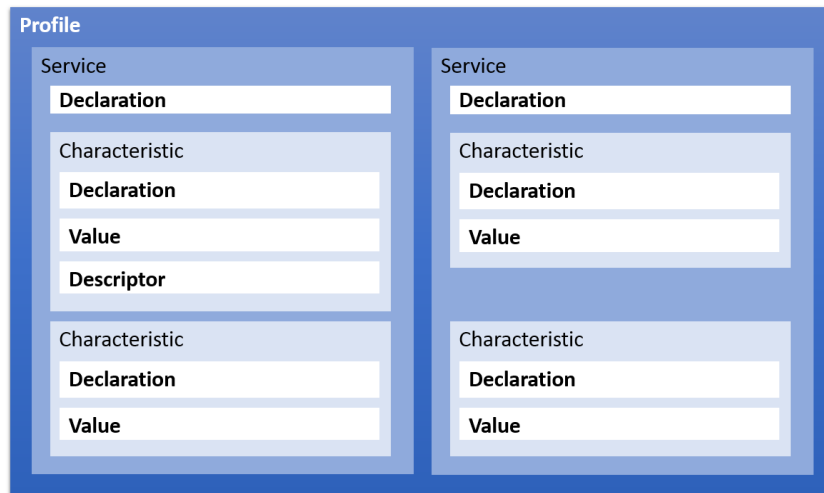 Profile
Service
Declaration
Characteristic
Declaration
Value
Descriptor
Characteristic
Declaration
Value
Service
Declaration
Characteristic
Declaration
Value
Characteristic
Declaration
Value